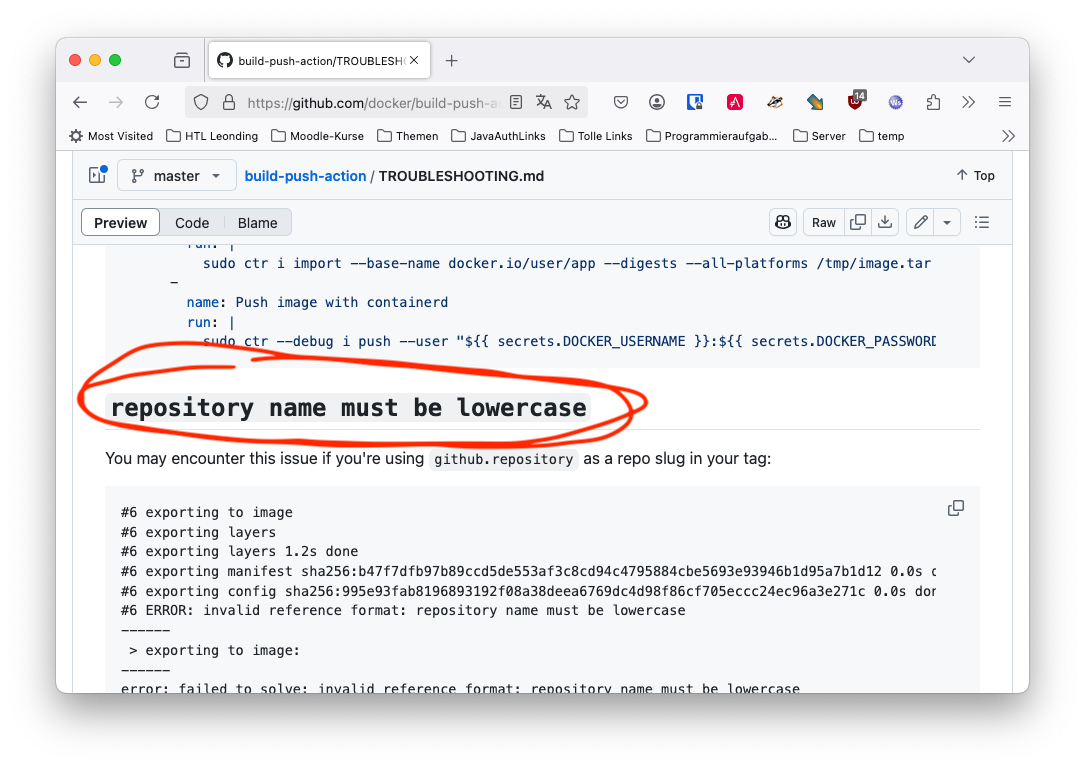 build-push-action/TROUBLESH
https://github.com/docker/build-push-a
14
Most Visited HTL Leonding Moodle-Kurse Themen JavaAuthLinks Tolle Links Programmieraufgab... Server temp
master build-push-action / TROUBLESHOOTING.md Top
Preview Code Blame Raw
run: |
sudo ctr i import --base-name docker.io/user/app --digests --all-platforms /tmp/image.tar
-
name: Push image with containerd
run: |
sudo ctr --debug i push --user "${{ secrets.DOCKER_USERNAME }}:${{ secrets.DOCKER_PASSWORD
repository name must be lowercase
You may encounter this issue if you're using github.repository as a repo slug in your tag:
#6 exporting to image
#6 exporting layers
#6 exporting layers 1.2s done
#6 exporting manifest sha256:b47f7dfb97b89ccd5de553af3c8cd94c4795884cbe5693e93946b1d95a7b1d12 0.0s
#6 exporting config sha256:995e93fab8196893192f08a38deea6769dc4d98f86cf705eccc24ec96a3e271c 0.0s
#6 ERROR: invalid reference format: repository name must be lowercase
------
> exporting to image:
------
error: failed to solve: invalid reference format: repository name must be lowercase